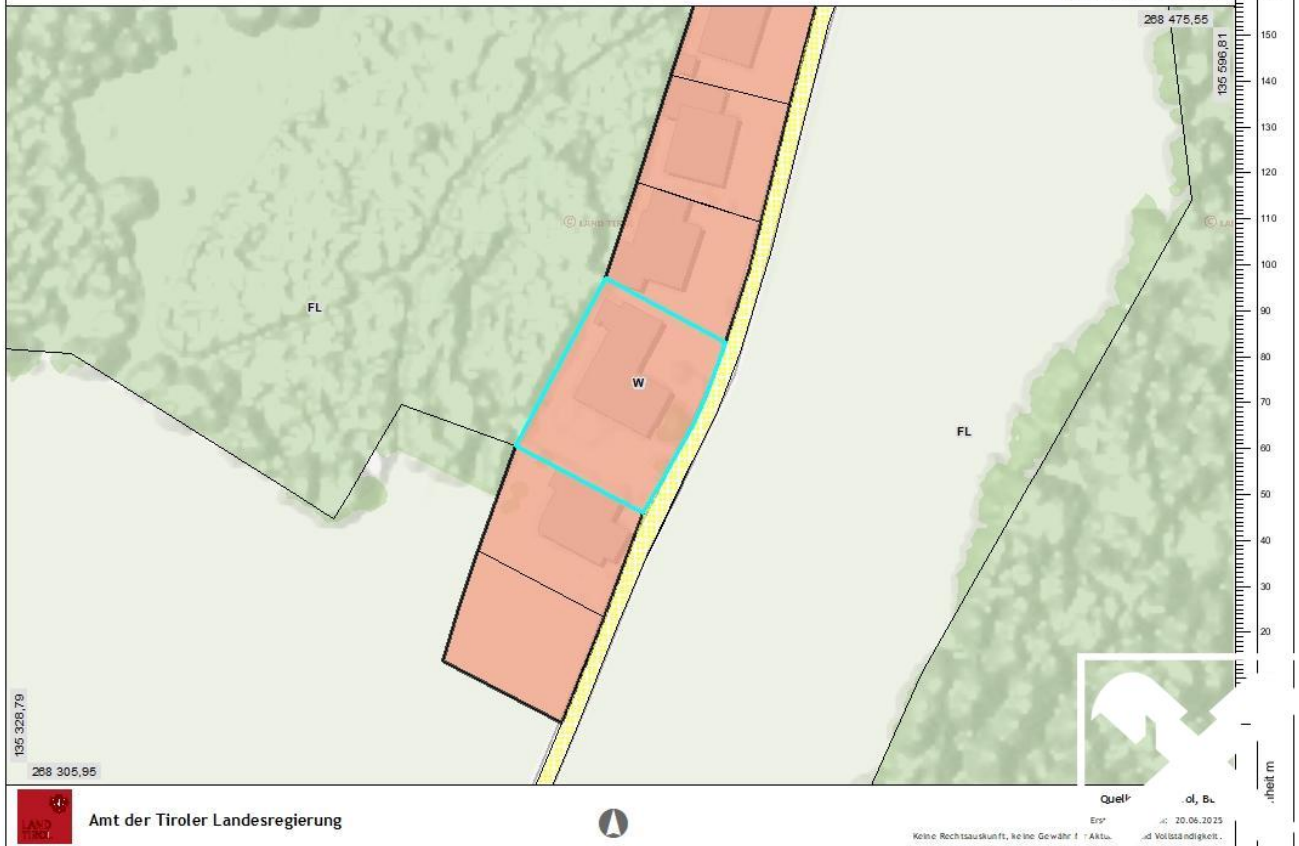 268 475,55
135 596,81
150
140
130
120
110
100
90
80
70
60
50
40
30
20
© LAND
FL
W
FL
135 328,79
268 305,95
LAND
TIROL
Amt der Tiroler Landesregierung
20.06.2025
Keine Rechtsauskunft, keine Gewähr Vollständigkeit.